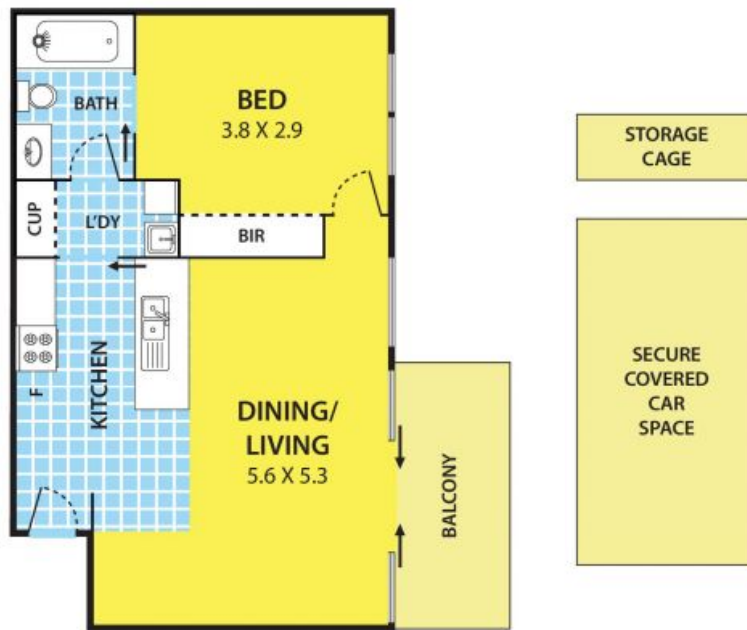 BATH
BED
3.8 X 2.9
STORAGE
CAGE
CUP
L'DY
BIR
F
KITCHEN
DINING/
LIVING
5.6 X 5.3
BALCONY
SECURE
COVERED
CAR
SPACE